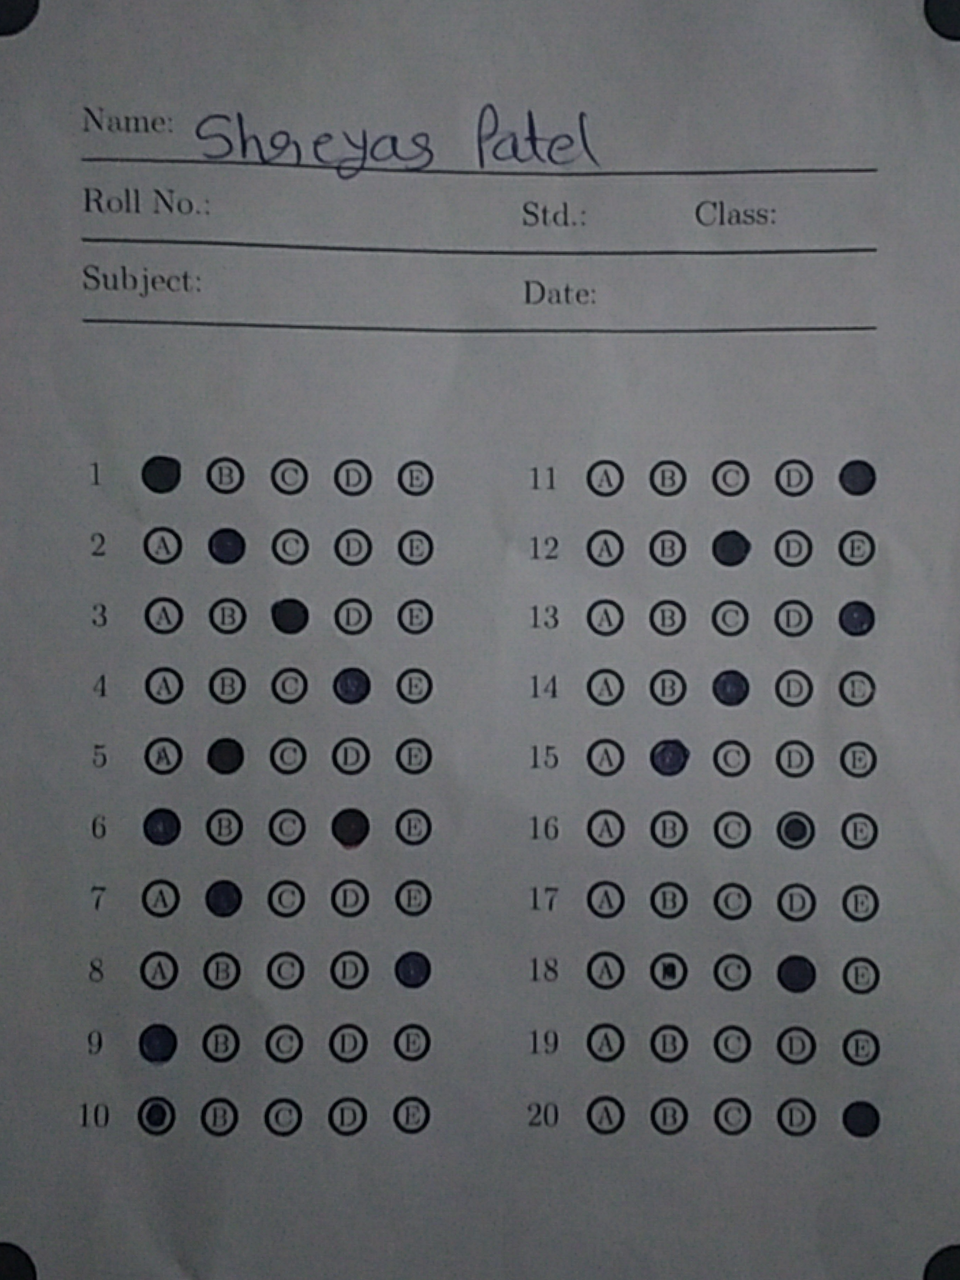 Name: Shreyas Patel
Roll No.: Std.: Class:
Subject: Date:
1 B C D E
2 A C D E
3 A B D E
4 A B C E
5 A C D E
6 B C E
7 A C D E
8 A B C D
9 B C D E
10 B C D E
11 A B C D
12 A B D E
13 A B C D
14 A B D E
15 A C D E
16 A B C E
17 A B C D E
18 A C E
19 A B C D E
20 A B C D